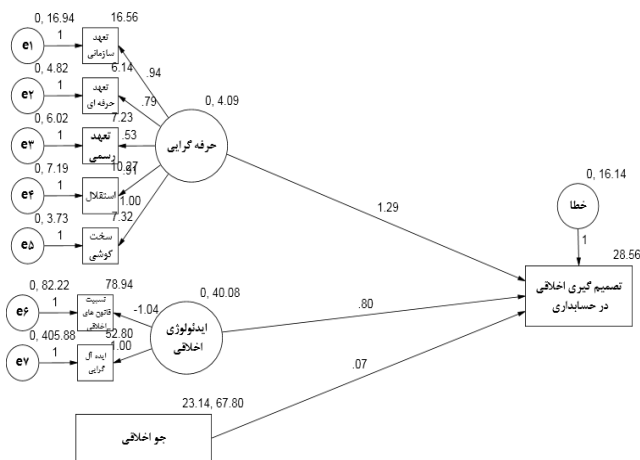 0, 16.94
16.56
e۱
1
تعهد
سازمانی
0, 4.82
6.14
.94
e۲
1
تعهد
حرفه ای
.79
0, 6.02
7.23
e۳
1
تعهد
رسمی
.53
0, 4.09
حرفه گرایی
0, 7.19
10.27
.91
e۴
1
استقلال
1.00
0, 3.73
7.32
e۵
1
سخت
کوشی
1.29
0, 16.14
خطا
1
28.56
تصمیم گیری اخلاقی
در حسابداری
0, 82.22
78.94
e۶
1
نسبیت
قانون های
اخلاقی
-1.04
0, 40.08
ایدئولوژی
اخلاقی
.80
0, 405.88
52.80
e۷
1
ایده آل
گرایی
1.00
.07
23.14, 67.80
جو اخلاقی